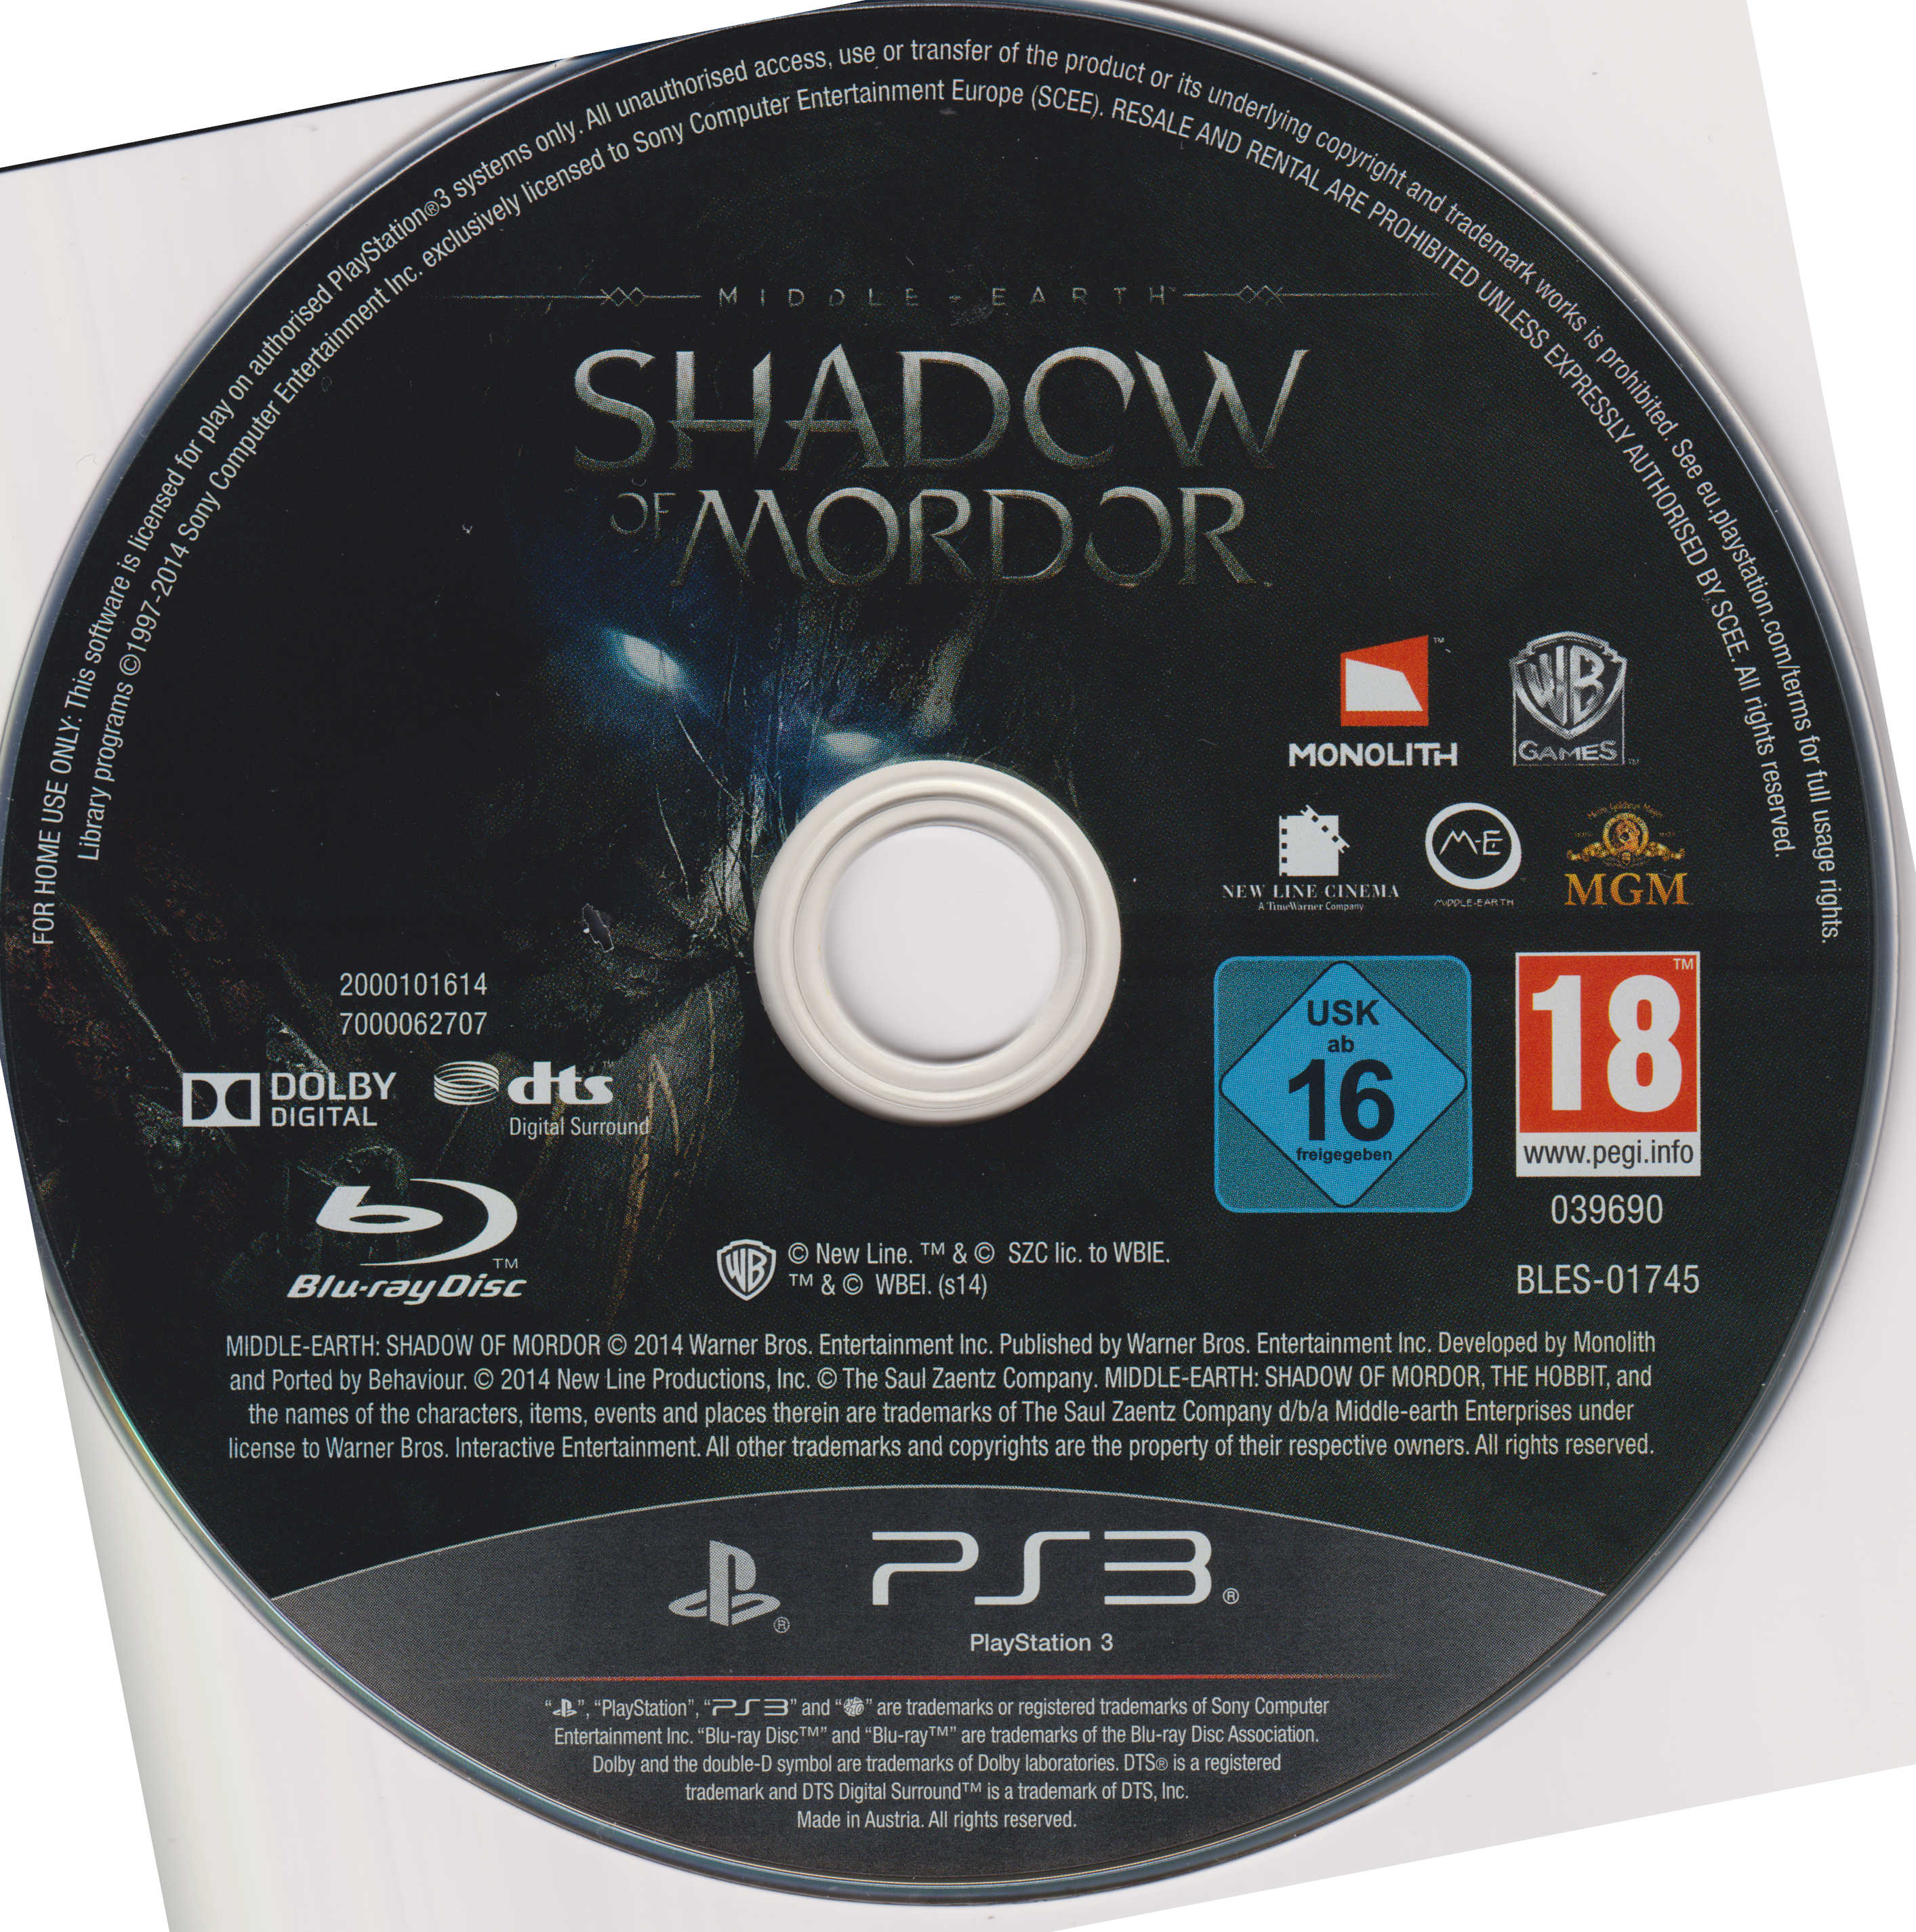 FOR HOME USE ONLY: This software is licensed for play on authorised PlayStation®3 systems only. All unauthorised access, use or transfer of the product or its underlying copyright and trademark works is prohibited. See eu.playstation.com/terms for full usage rights.
Library programs ©1997-2014 Sony Computer Entertainment Inc. exclusively licensed to Sony Computer Entertainment Europe (SCEE). RESALE AND RENTAL ARE PROHIBITED UNLESS EXPRESSLY AUTHORISED BY SCEE. All rights reserved.
MIDDLE-EARTH™
SHADOW
OF MORDOR™
MONOLITH™
WB
GAMES™
NEW LINE CINEMA
A TimeWarner Company
M-E
MIDDLE-EARTH
MGM
2000101614
7000062707
DOLBY
DIGITAL
dts™
Digital Surround
USK
ab
16
freigegeben
18™
www.pegi.info
039690
BLES-01745
Blu-ray Disc™
WB
© New Line. ™ & © SZC lic. to WBIE.
™ & © WBEI. (s14)
MIDDLE-EARTH: SHADOW OF MORDOR © 2014 Warner Bros. Entertainment Inc. Published by Warner Bros. Entertainment Inc. Developed by Monolith
and Ported by Behaviour. © 2014 New Line Productions, Inc. © The Saul Zaentz Company. MIDDLE-EARTH: SHADOW OF MORDOR, THE HOBBIT, and
the names of the characters, items, events and places therein are trademarks of The Saul Zaentz Company d/b/a Middle-earth Enterprises under
license to Warner Bros. Interactive Entertainment. All other trademarks and copyrights are the property of their respective owners. All rights reserved.
PS3®
®
PlayStation 3
“”, “PlayStation”, “PS3” and “” are trademarks or registered trademarks of Sony Computer
Entertainment Inc. “Blu-ray Disc™” and “Blu-ray™” are trademarks of the Blu-ray Disc Association.
Dolby and the double-D symbol are trademarks of Dolby laboratories. DTS® is a registered
trademark and DTS Digital Surround™ is a trademark of DTS, Inc.
Made in Austria. All rights reserved.